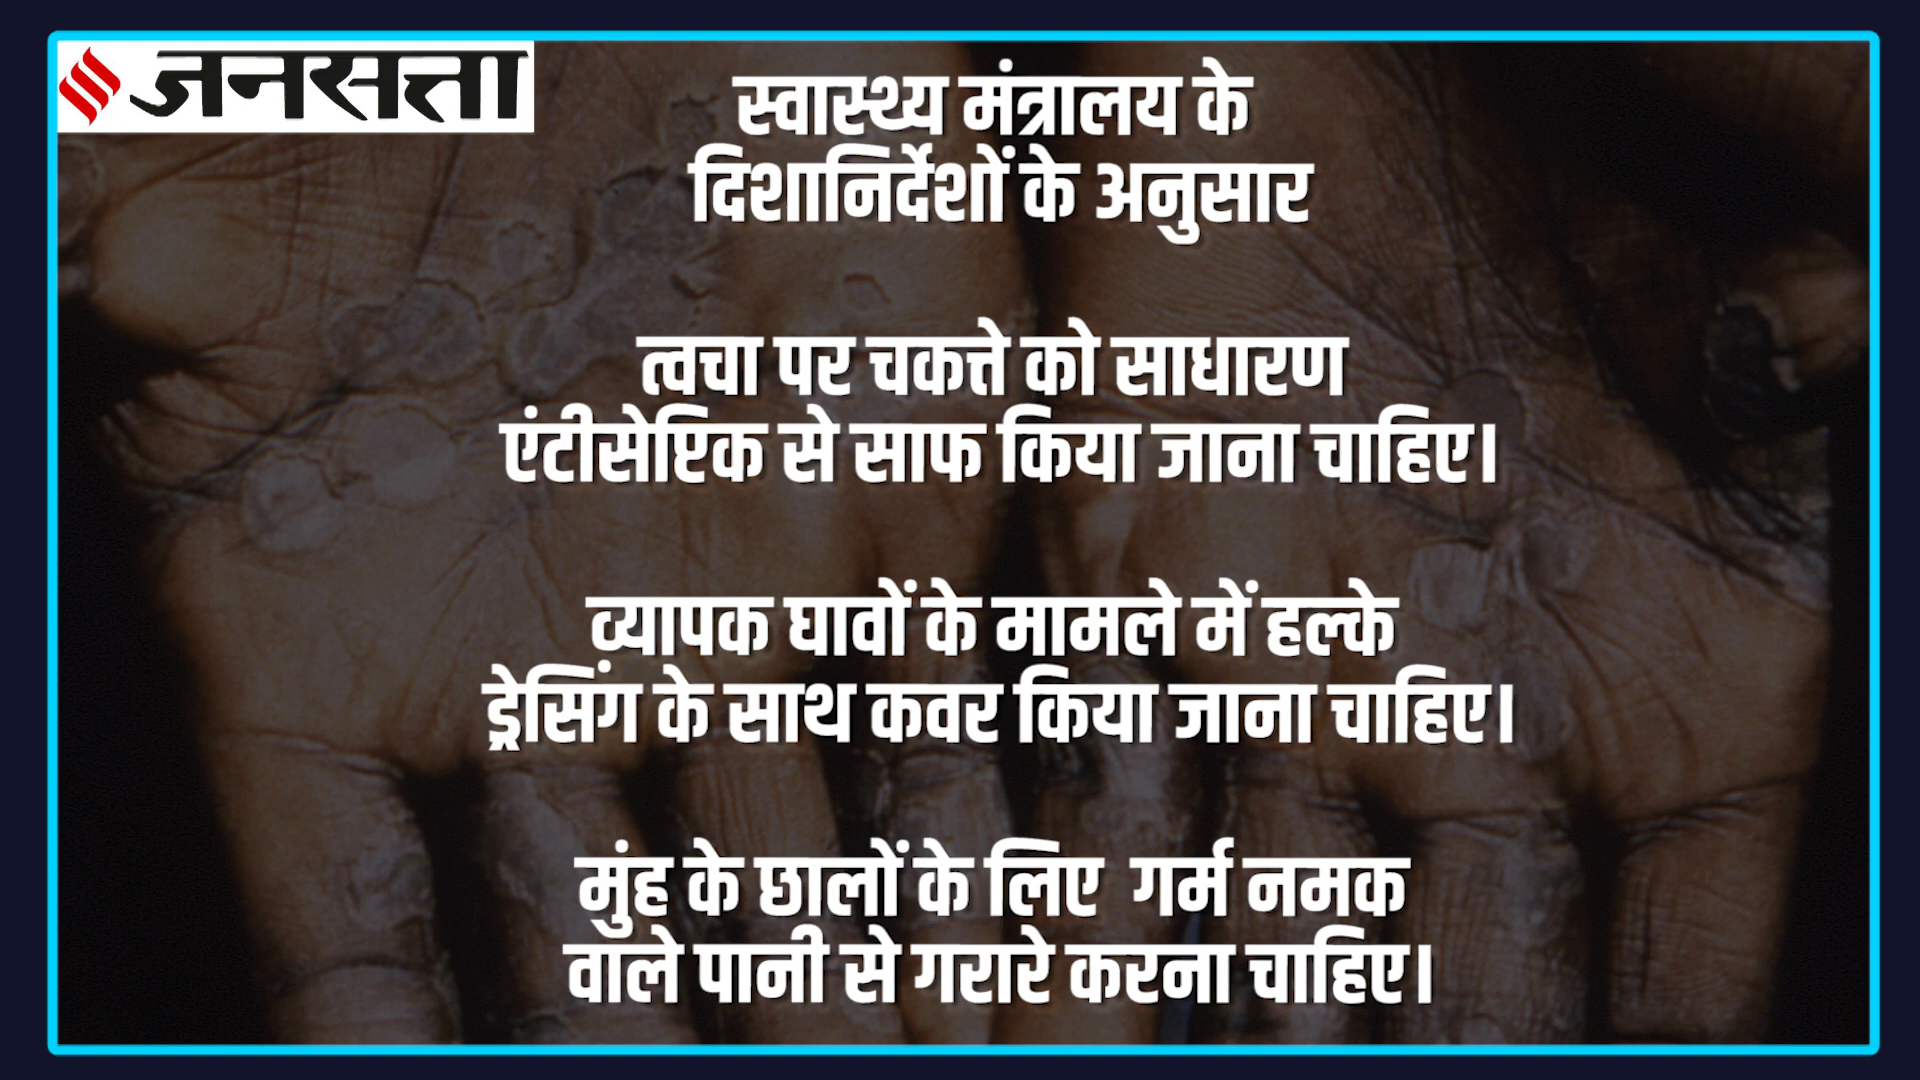 जनसत्ता
स्वास्थ्य मंत्रालय के
दिशानिर्देशों के अनुसार
त्वचा पर चकत्ते को साधारण
एंटीसेप्टिक से साफ किया जाना चाहिए।
व्यापक घावों के मामले में हल्के
ड्रेसिंग के साथ कवर किया जाना चाहिए।
मुंह के छालों के लिए गर्म नमक
वाले पानी से गरारे करना चाहिए।